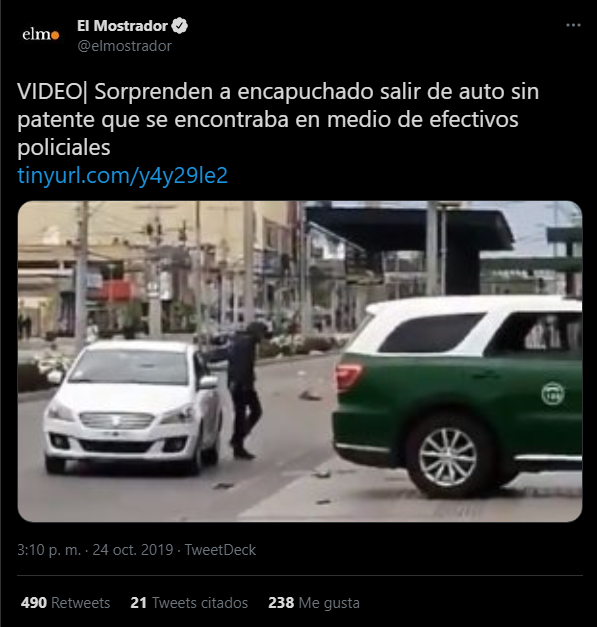 elmo
El Mostrador
@elmostrador
VIDEO| Sorprenden a encapuchado salir de auto sin
patente que se encontraba en medio de efectivos
policiales
tinyurl.com/y4y29le2
3:10 p. m. · 24 oct. 2019 · TweetDeck
490 Retweets 21 Tweets citados 238 Me gusta